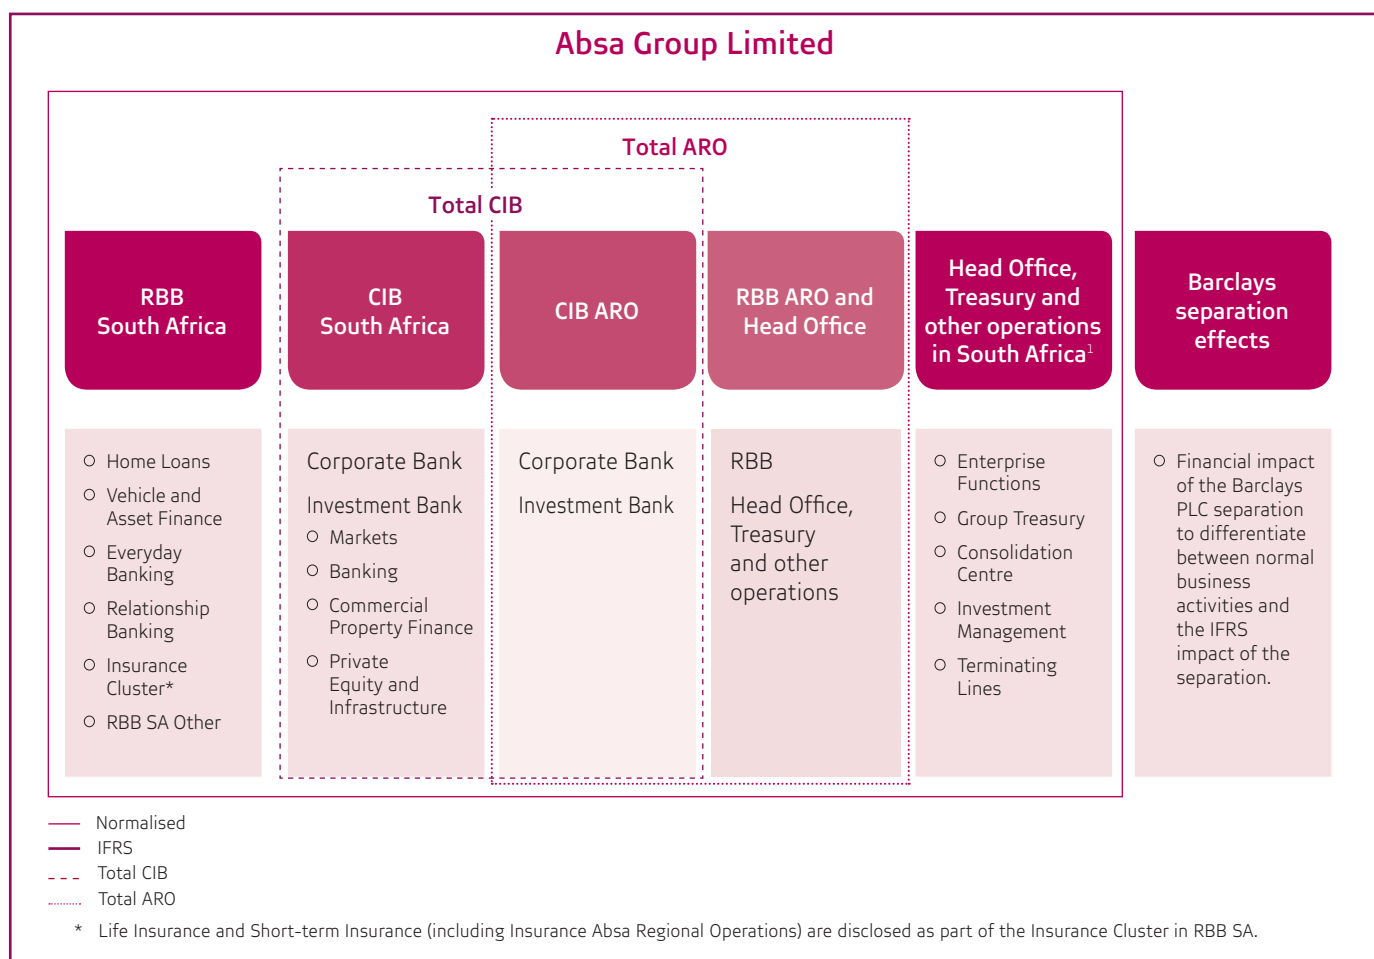 Absa Group Limited
Total ARO
Total CIB
RBB
South Africa
CIB
South Africa
CIB ARO
RBB ARO and
Head Office
Head Office,
Treasury and
other operations
in South Africa1
Barclays
separation
effects
Home Loans
Vehicle and
Asset Finance
Everyday
Banking
Relationship
Banking
Insurance
Cluster*
RBB SA Other
Corporate Bank
Investment Bank
Markets
Banking
Commercial
Property Finance
Private
Equity and
Infrastructure
Corporate Bank
Investment Bank
RBB
Head Office,
Treasury
and other
operations
Enterprise
Functions
Group Treasury
Consolidation
Centre
Investment
Management
Terminating
Lines
Financial impact
of the Barclays
PLC separation
to differentiate
between normal
business
activities and
the IFRS
impact of the
separation.
Normalised
IFRS
Total CIB
Total ARO
* Life Insurance and Short-term Insurance (including Insurance Absa Regional Operations) are disclosed as part of the Insurance Cluster in RBB SA.